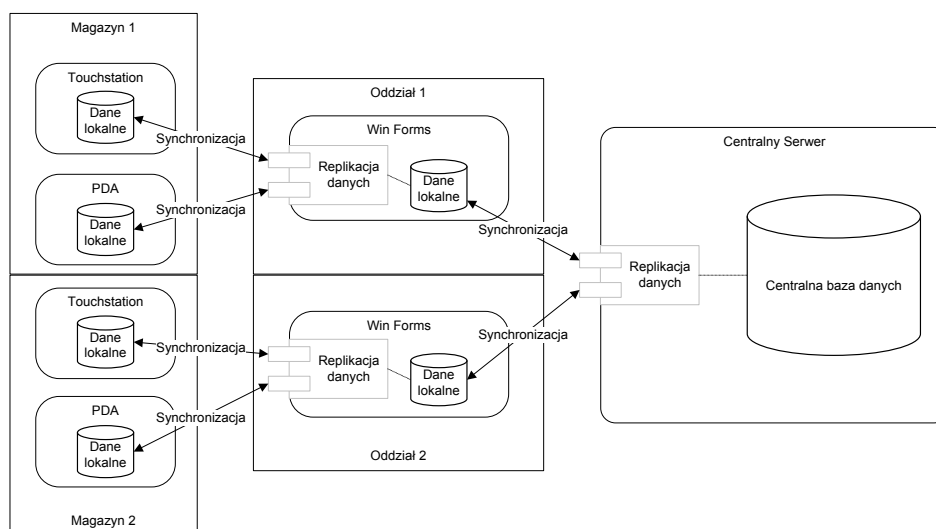 Magazyn 1
Touchstation
Dane
lokalne
Synchronizacja
PDA
Dane
lokalne
Synchronizacja
Touchstation
Dane
lokalne
Synchronizacja
PDA
Dane
lokalne
Synchronizacja
Magazyn 2
Oddział 1
Win Forms
Replikacja
danych
Dane
lokalne
Synchronizacja
Win Forms
Replikacja
danych
Dane
lokalne
Synchronizacja
Oddział 2
Centralny Serwer
Replikacja
danych
Centralna baza danych